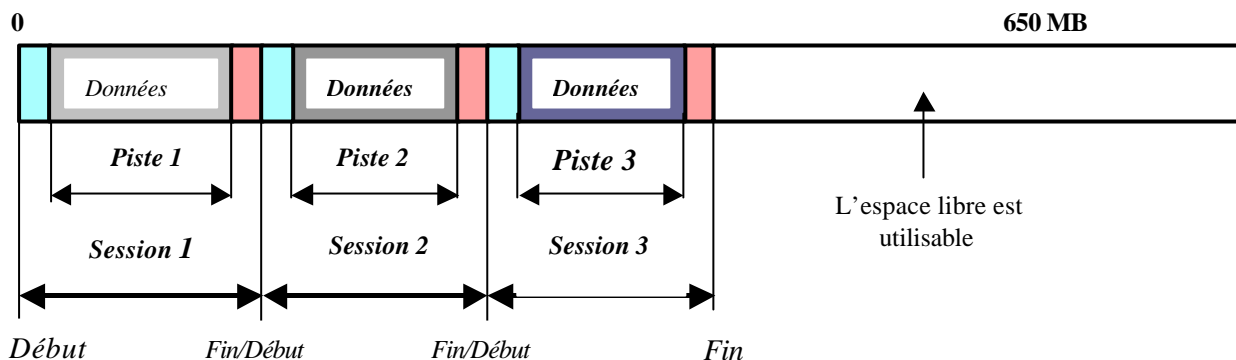 0 650 MB
Données Données Données
Piste 1 Piste 2 Piste 3
L'espace libre est
utilisable
Session 1 Session 2 Session 3
Début Fin/Début Fin/Début Fin